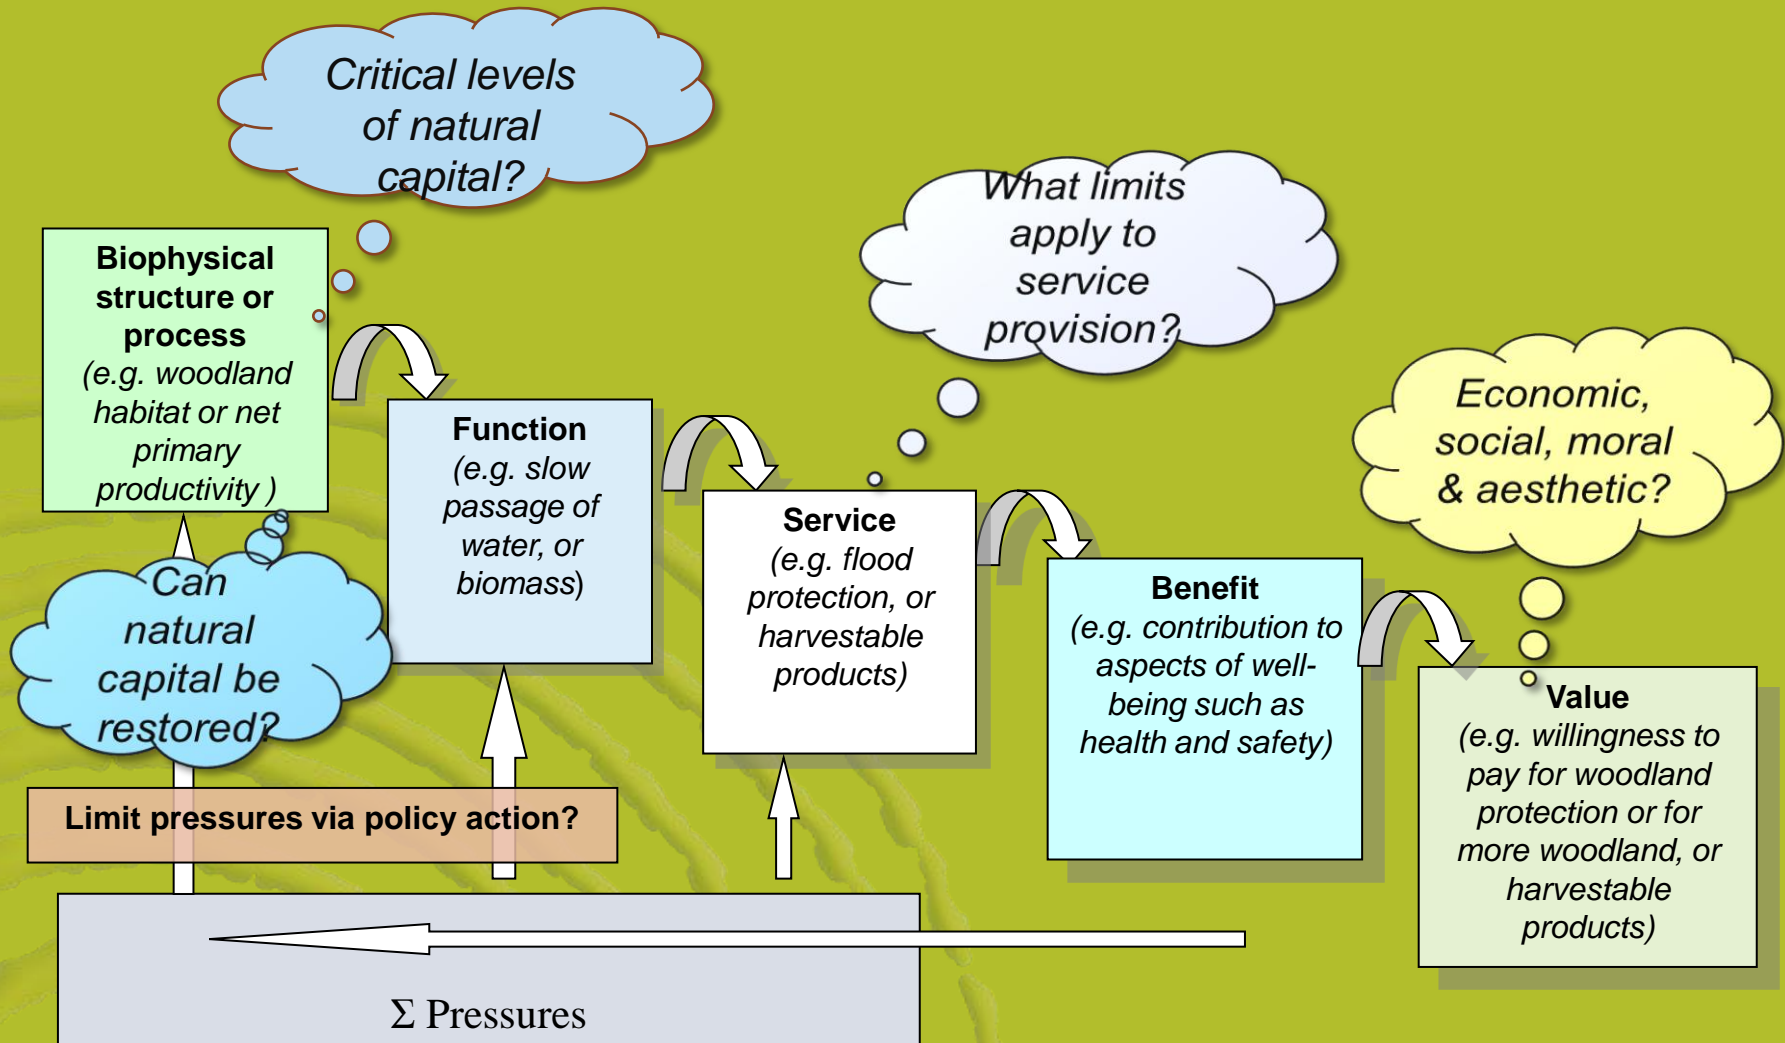 Critical levels
of natural
capital?
What limits
apply to
service
provision?
Biophysical
structure or
process
(e.g. woodland
habitat or net
primary
productivity )
Economic,
social, moral
& aesthetic?
Function
(e.g. slow
passage of
water, or
biomass)
Service
(e.g. flood
protection, or
harvestable
products)
Can
natural
capital be
restored?
Benefit
(e.g. contribution to
aspects of well-
being such as
health and safety)
Value
(e.g. willingness to
pay for woodland
protection or for
more woodland, or
harvestable
products)
Limit pressures via policy action?
Σ Pressures